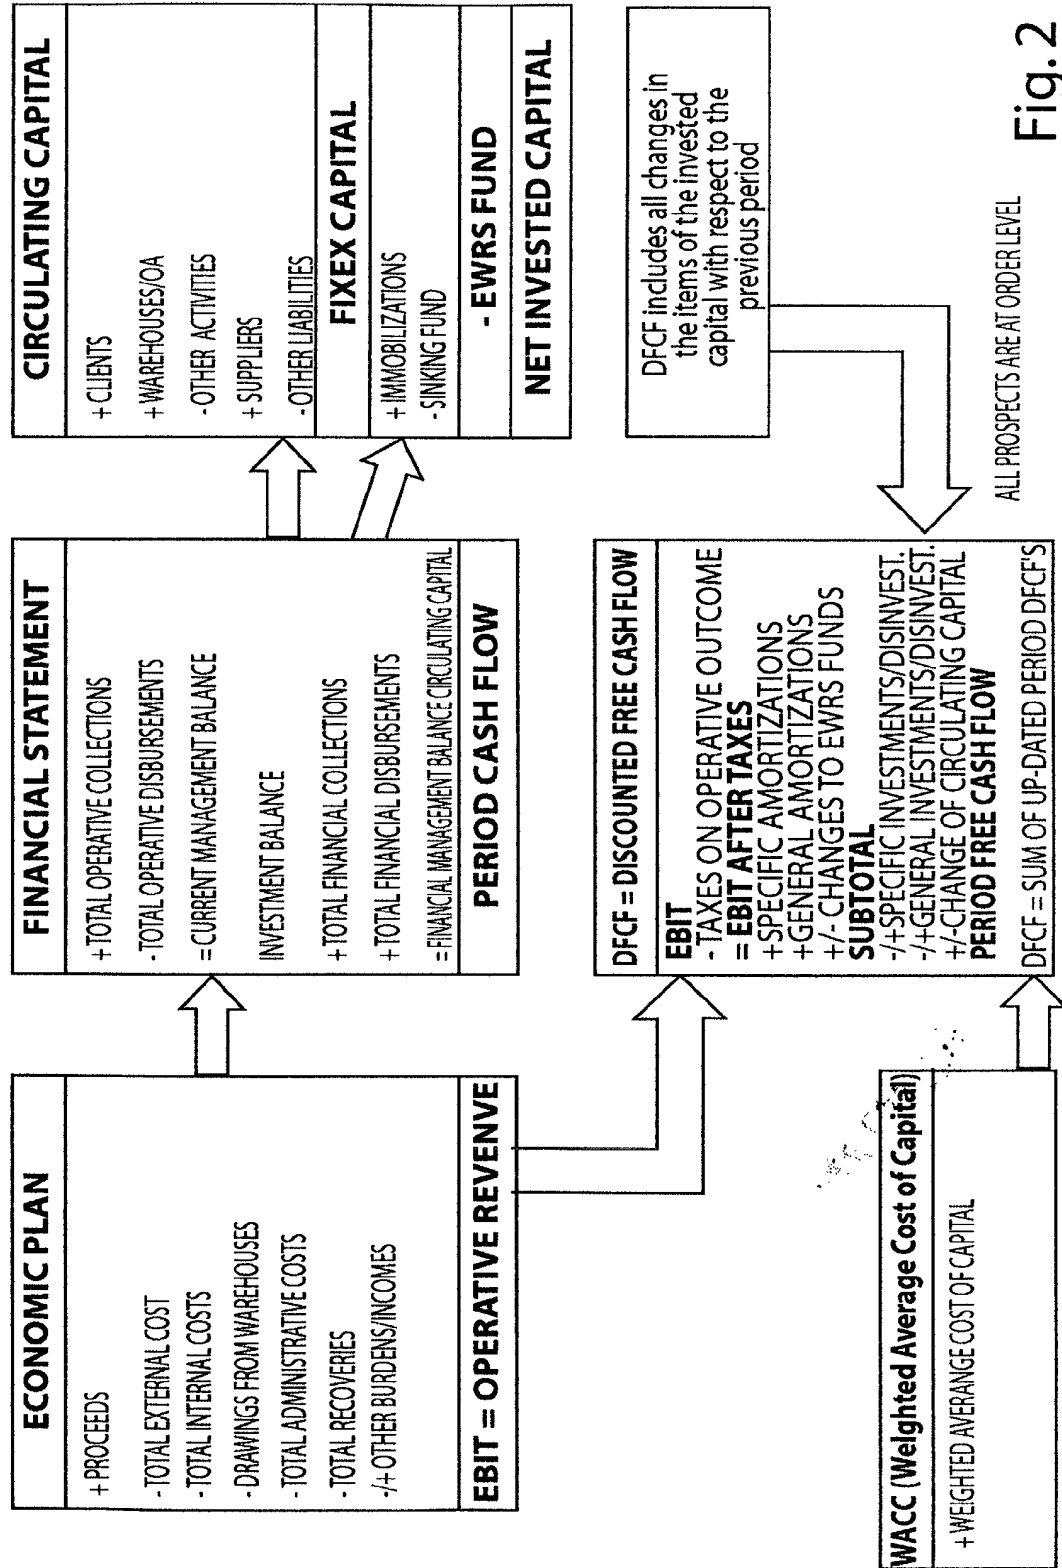 ECONOMIC PLAN
+ PROCEEDS
- TOTAL EXTERNAL COST
- TOTAL INTERNAL COSTS
- DRAWINGS FROM WAREHOUSES
- TOTAL ADMINISTRATIVE COSTS
- TOTAL RECOVERIES
-/+ OTHER BURDENS/INCOMES
EBIT = OPERATIVE REVENVE
FINANCIAL STATEMENT
+TOTAL OPERATIVE COLLECTIONS
-TOTAL OPERATIVE DISBURSEMENTS
= CURRENT MANAGEMENT BALANCE
INVESTMENT BALANCE
+ TOTAL FINANCIAL COLLECTIONS
+ TOTAL FINANCIAL DISBURSEMENTS
= FINANCIAL MANAGEMENT BALANCE CIRCULATING CAPITAL
PERIOD CASH FLOW
CIRCULATING CAPITAL
+ CLIENTS
+ WAREHOUSES/OA
- OTHER ACTIVITIES
+ SUPPLIERS
- OTHER LIABILITIES
FIXEX CAPITAL
+ IMMOBILIZATIONS
- SINKING FUND
- EWRS FUND
NET INVESTED CAPITAL
WACC (Weighted Average Cost of Capital)
+ WEIGHTED AVERANGE COST OF CAPITAL
DFCF = DISCOUNTED FREE CASH FLOW
EBIT
- TAXES ON OPERATIVE OUTCOME
= EBIT AFTER TAXES
+SPECIFIC AMORTIZATIONS
+GENERAL AMORTIZATIONS
+/- CHANGES TO EWRS FUNDS
SUBTOTAL
-/+SPECIFIC INVESTMENTS/DISINVEST.
-/+GENERAL INVESTMENTS/DISINVEST.
+/-CHANGE OF CIRCULATING CAPITAL
PERIOD FREE CASH FLOW
DFCF = SUM OF UP-DATED PERIOD DFCF'S
DFCF includes all changes in
the items of the invested
capital with respect to the
previous period
ALL PROSPECTS ARE AT ORDER LEVEL
Fig. 2